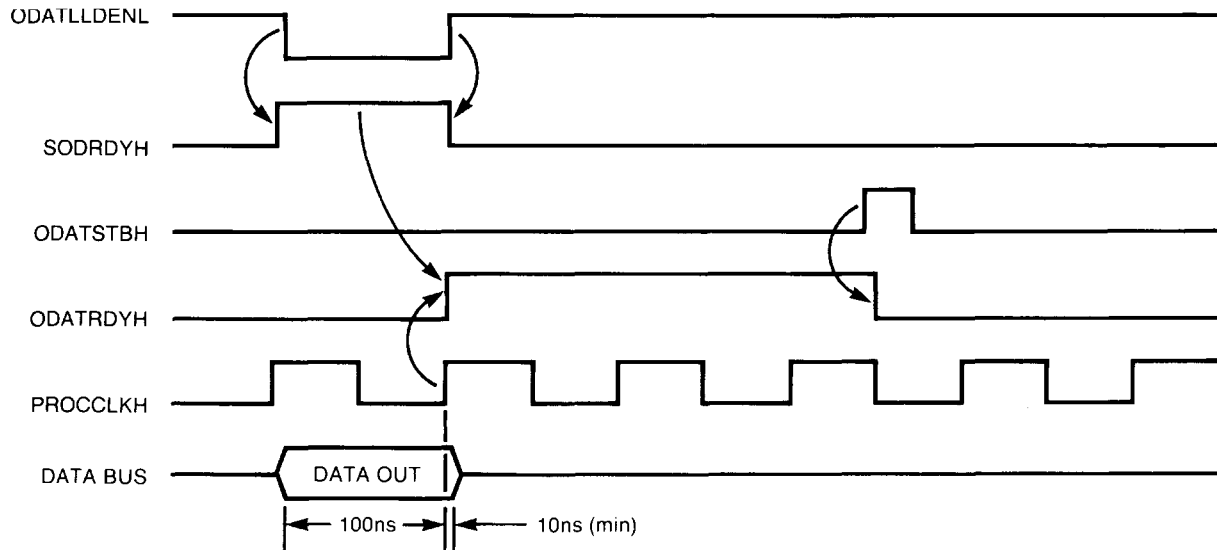 ODATLLDENL
SODRDYH
ODATSTBH
ODATRDYH
PROCCLKH
DATA BUS
DATA OUT
100ns
10ns (min)